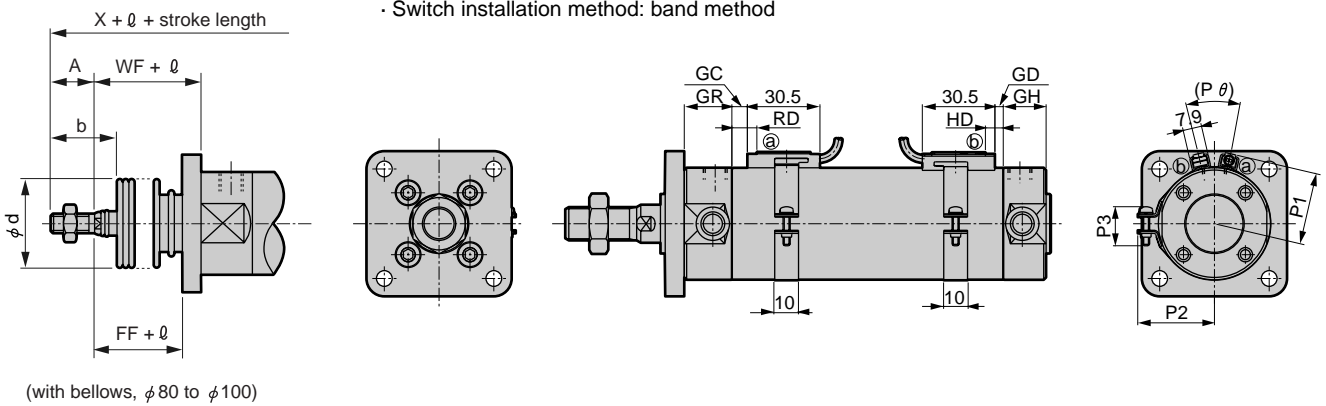 · Switch installation method: band method
X + ℓ + stroke length
A
WF + ℓ
b
φd
FF + ℓ
(with bellows, φ80 to φ100)
GC
GD
GR
30.5
30.5
GH
RD
HD
ⓐ
ⓑ
10
10
(P θ)
7.9
ⓑ
ⓐ
P1
P3
P2